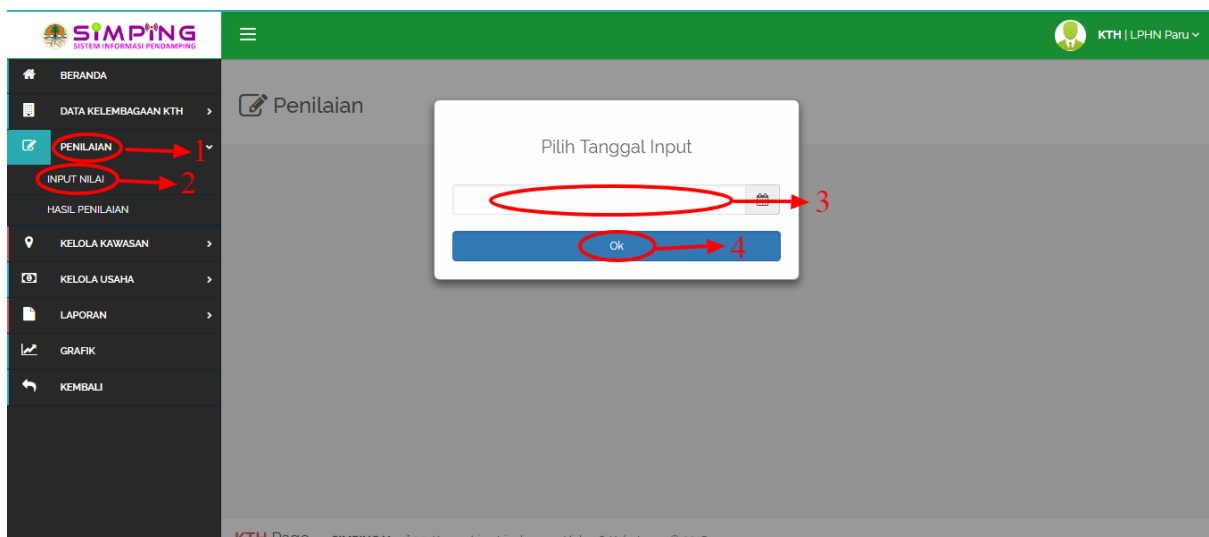 SIMPING
SISTEM INFORMASI PENDAMPING
KTH | LPHN Paru
BERANDA
DATA KELEMBAGAAN KTH
PENILAIAN
1
INPUT NILAI
2
HASIL PENILAIAN
KELOLA KAWASAN
KELOLA USAHA
LAPORAN
GRAFIK
KEMBALI
Penilaian
Pilih Tanggal Input
3
Ok
4
KTH Page